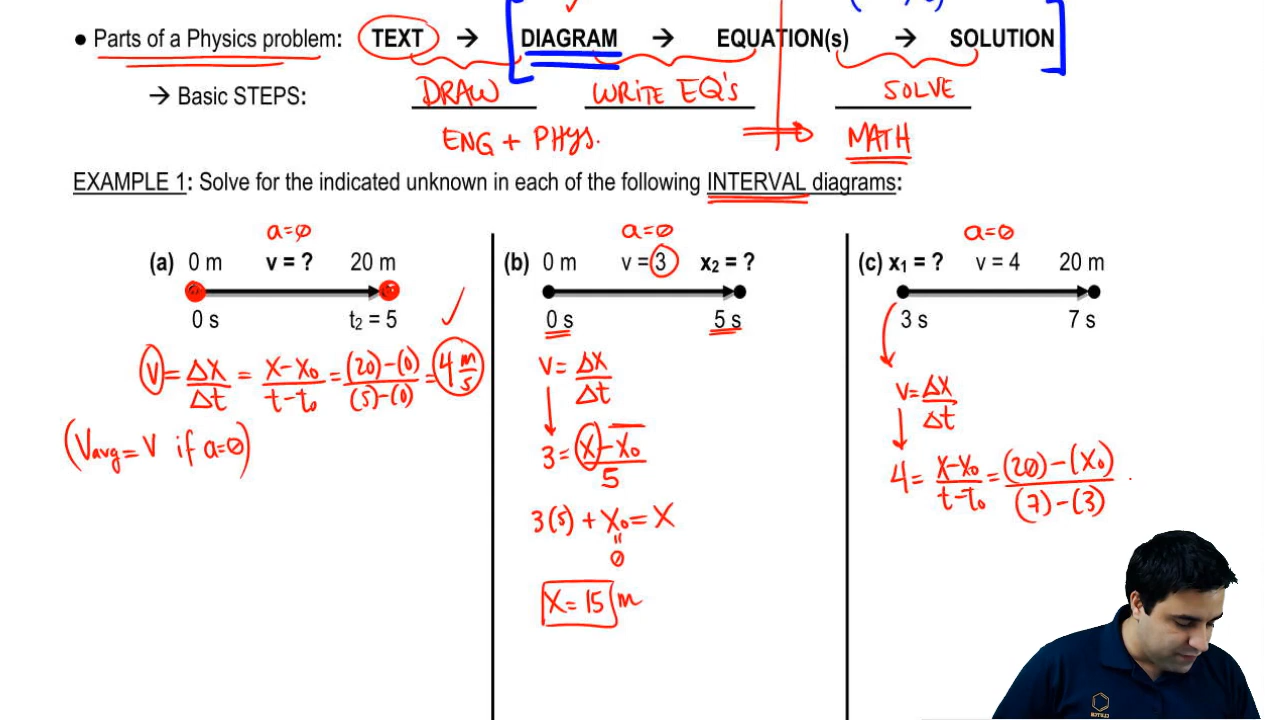 ● Parts of a Physics problem: TEXT → DIAGRAM → EQUATION(s) → SOLUTION
→ Basic STEPS: DRAW WRITE EQ'S SOLVE
ENG + PHYS. ⇒ MATH
EXAMPLE 1: Solve for the indicated unknown in each of the following INTERVAL diagrams:
a=0
(a) 0 m v = ? 20 m
0 s t₂ = 5
V = Δx/Δt = (x-x₀)/(t-t₀) = ((20)-(0))/((5)-(0)) = 4 m/s
(Vavg = V if a=0)
a=0
(b) 0 m v = 3 x₂ = ?
0 s 5 s
V = Δx/Δt
3 = (x-x₀)/5
3(5) + x₀ = x
"
0
x = 15 m
a=0
(c) x₁ = ? v = 4 20 m
3 s 7 s
V = Δx/Δt
4 = (x-x₀)/(t-t₀) = ((20)-(x₀))/((7)-(3))